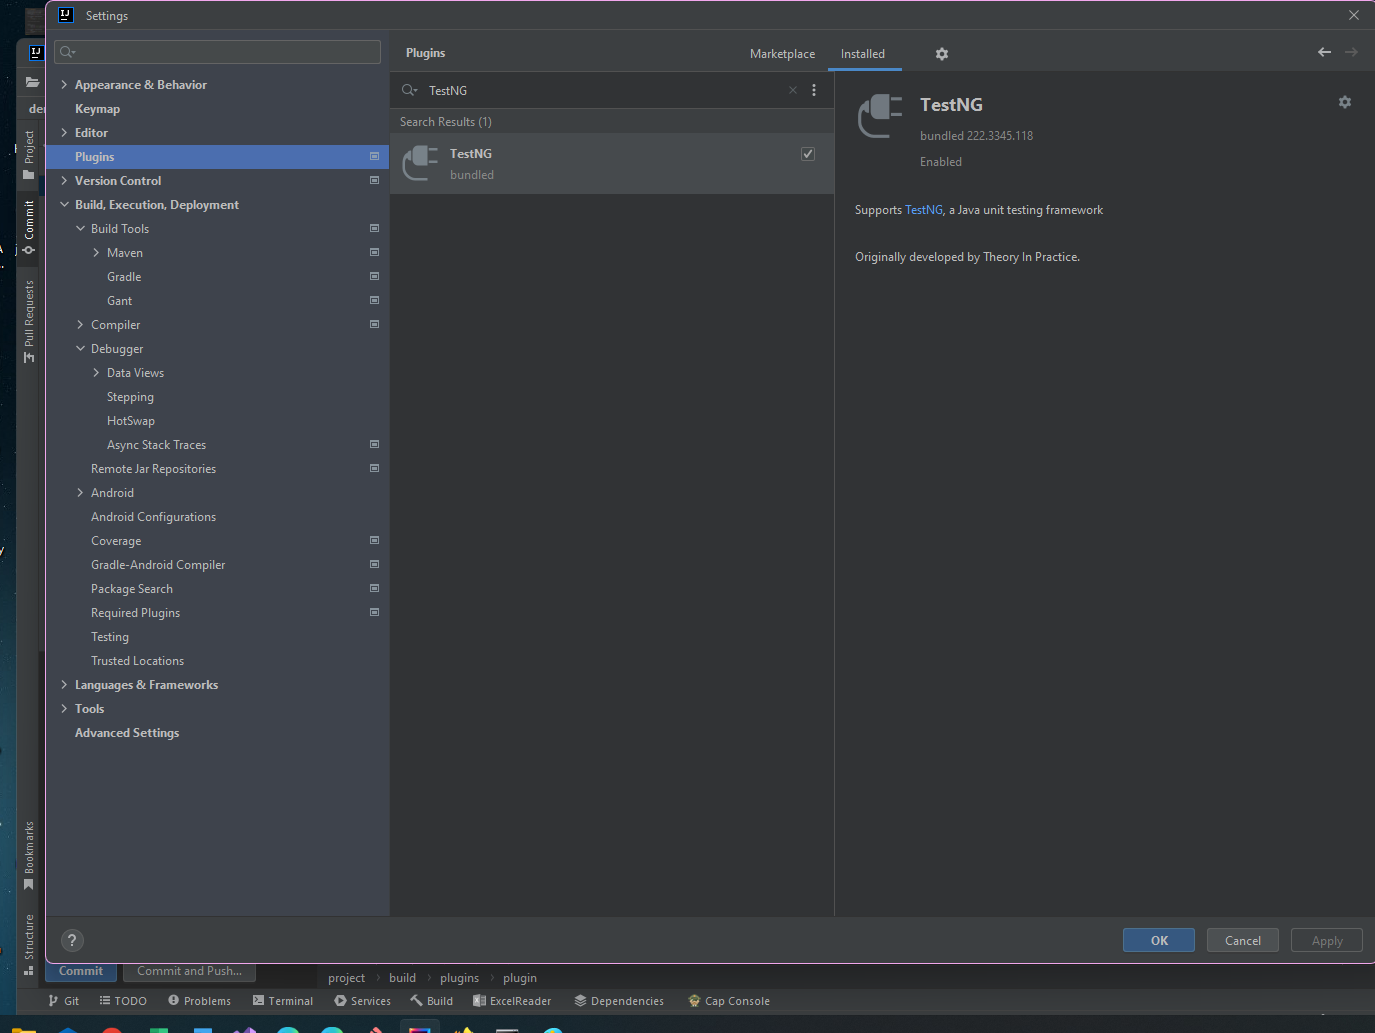 Settings
Plugins
Marketplace
Installed
Appearance & Behavior
Keymap
Editor
Plugins
Version Control
Build, Execution, Deployment
Build Tools
Maven
Gradle
Gant
Compiler
Debugger
Data Views
Stepping
HotSwap
Async Stack Traces
Remote Jar Repositories
Android
Android Configurations
Coverage
Gradle-Android Compiler
Package Search
Required Plugins
Testing
Trusted Locations
Languages & Frameworks
Tools
Advanced Settings
TestNG
Search Results (1)
TestNG
bundled
TestNG
bundled 222.3345.118
Enabled
Supports TestNG, a Java unit testing framework
Originally developed by Theory In Practice.
?
OK
Cancel
Apply
Project
Commit
Pull Requests
Bookmarks
Structure
Commit
Commit and Push...
project
build
plugins
plugin
Git
TODO
Problems
Terminal
Services
Build
ExcelReader
Dependencies
Cap Console